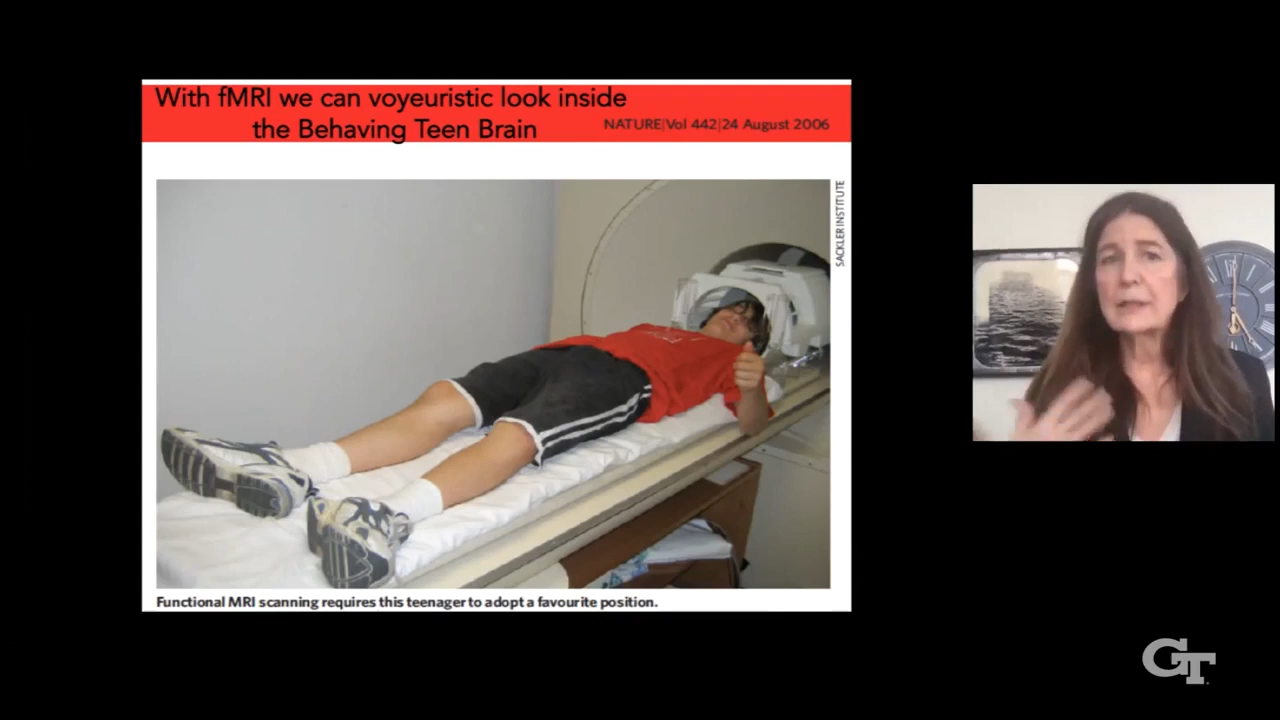 With fMRI we can voyeuristic look inside
the Behaving Teen Brain
NATURE|Vol 442|24 August 2006
SACKLER INSTITUTE
Functional MRI scanning requires this teenager to adopt a favourite position.
GT